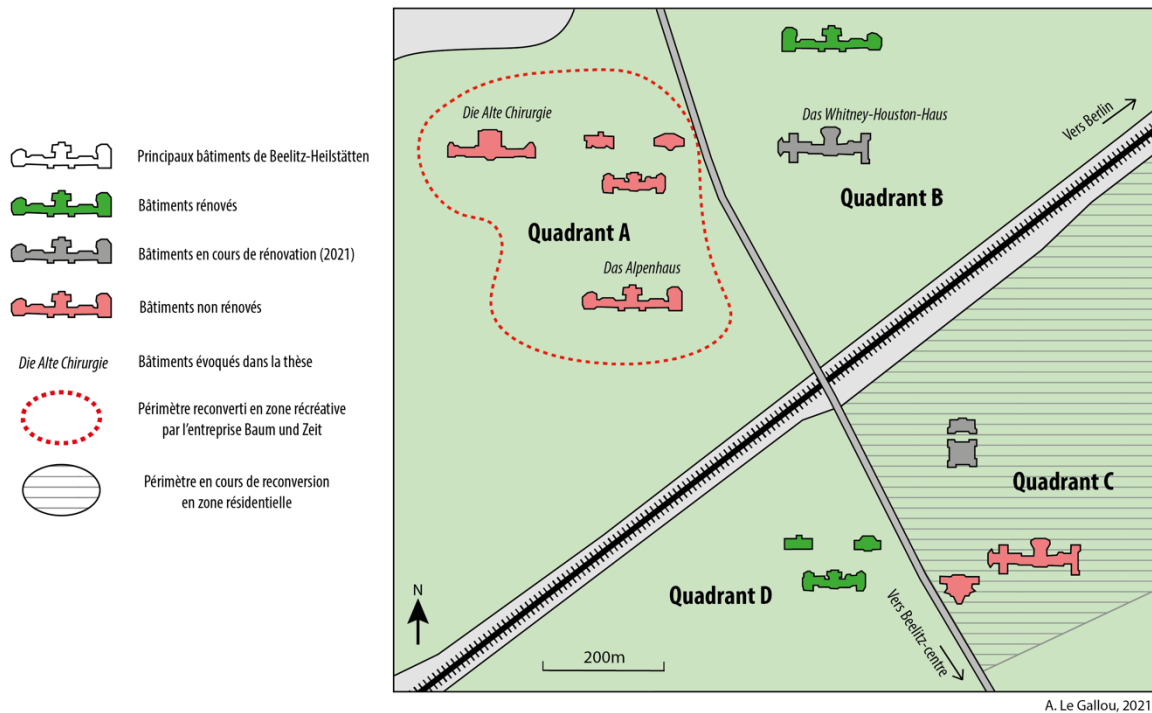 Principaux bâtiments de Beelitz-Heilstätten
Bâtiments rénovés
Bâtiments en cours de rénovation (2021)
Bâtiments non rénovés
Die Alte Chirurgie
Bâtiments évoqués dans la thèse
Périmètre reconverti en zone récréative
par l'entreprise Baum und Zeit
Périmètre en cours de reconversion
en zone résidentielle
Die Alte Chirurgie
Das Whitney-Houston-Haus
Vers Berlin
Quadrant B
Quadrant A
Das Alpenhaus
Quadrant C
Quadrant D
Vers Beelitz-centre
N
200m
A. Le Gallou, 2021